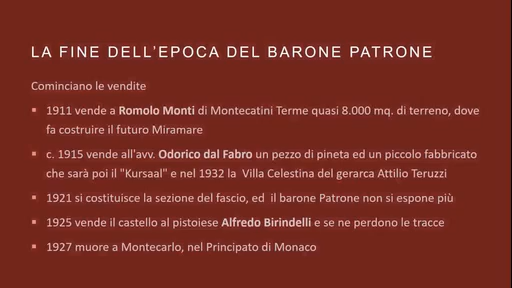 LA FINE DELL'EPOCA DEL BARONE PATRONE
Cominciano le vendite
▪ 1911 vende a Romolo Monti di Montecatini Terme quasi 8.000 mq. di terreno, dove
fa costruire il futuro Miramare
▪ c. 1915 vende all'avv. Odorico dal Fabro un pezzo di pineta ed un piccolo fabbricato
che sarà poi il "Kursaal" e nel 1932 la Villa Celestina del gerarca Attilio Teruzzi
▪ 1921 si costituisce la sezione del fascio, ed il barone Patrone non si espone più
▪ 1925 vende il castello al pistoiese Alfredo Birindelli e se ne perdono le tracce
▪ 1927 muore a Montecarlo, nel Principato di Monaco